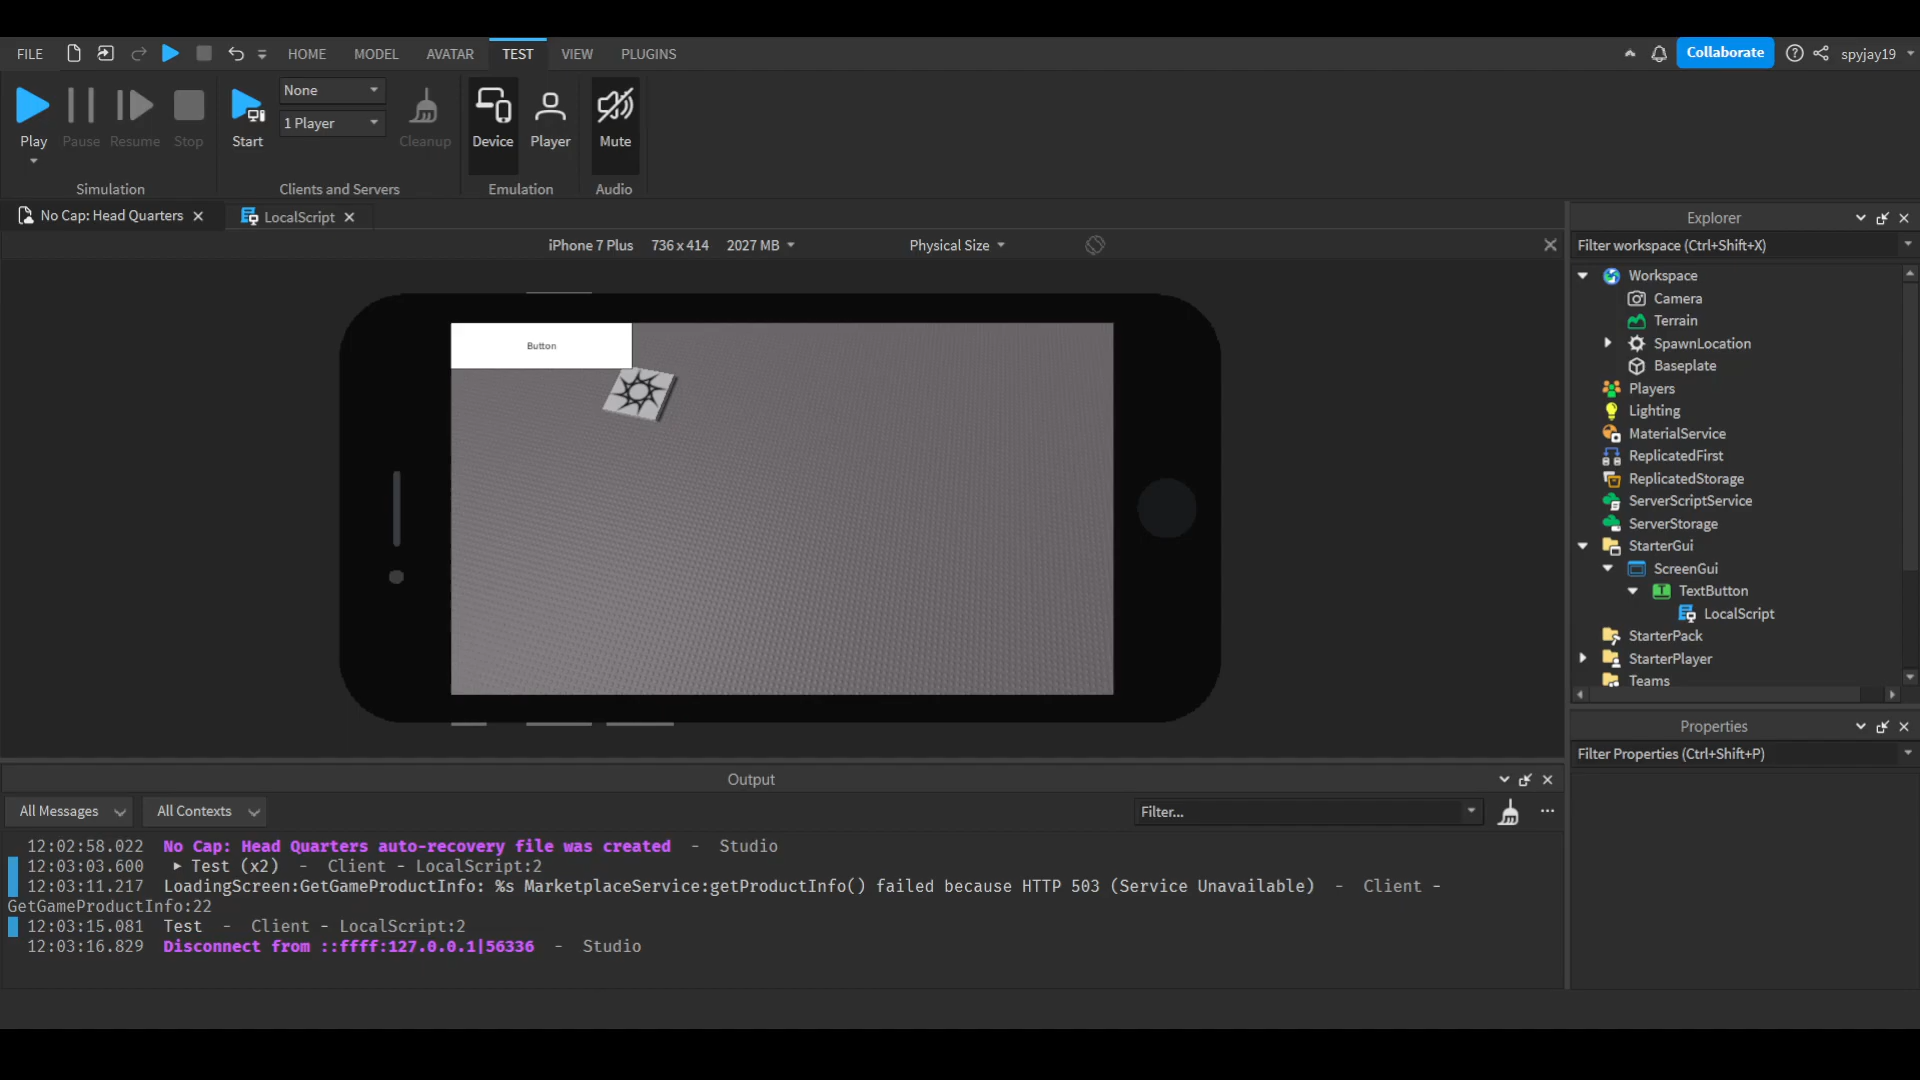 FILE HOME MODEL AVATAR TEST VIEW PLUGINS Collaborate spyjay19
None
1 Player
Play Pause Resume Stop Start Cleanup Device Player Mute
Simulation Clients and Servers Emulation Audio
No Cap: Head Quarters LocalScript
iPhone 7 Plus 736 x 414 2027 MB Physical Size
Button
Explorer
Filter workspace (Ctrl+Shift+X)
Workspace
Camera
Terrain
SpawnLocation
Baseplate
Players
Lighting
MaterialService
ReplicatedFirst
ReplicatedStorage
ServerScriptService
ServerStorage
StarterGui
ScreenGui
TextButton
LocalScript
StarterPack
StarterPlayer
Teams
Properties
Filter Properties (Ctrl+Shift+P)
Output
All Messages All Contexts Filter...
12:02:58.022 No Cap: Head Quarters auto-recovery file was created - Studio
12:03:03.600 Test (x2) - Client - LocalScript:2
12:03:11.217 LoadingScreen:GetGameProductInfo: %s MarketplaceService:getProductInfo() failed because HTTP 503 (Service Unavailable) - Client -
GetGameProductInfo:22
12:03:15.081 Test - Client - LocalScript:2
12:03:16.829 Disconnect from ::ffff:127.0.0.1|56336 - Studio